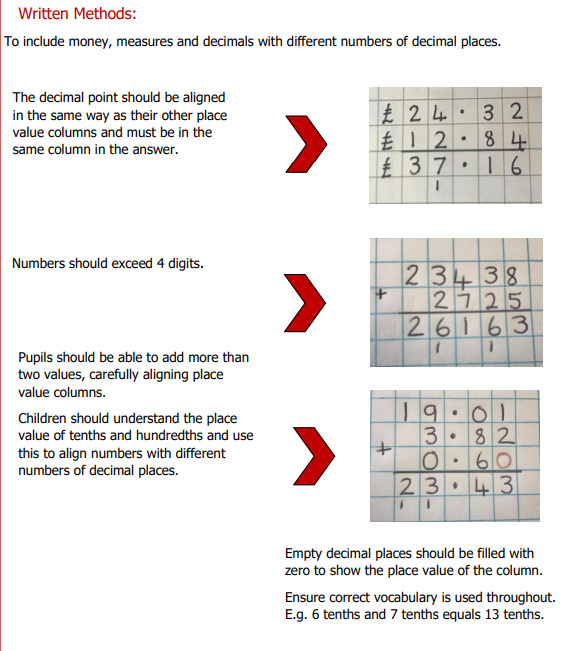 Written Methods:
To include money, measures and decimals with different numbers of decimal places.
The decimal point should be aligned
in the same way as their other place
value columns and must be in the
same column in the answer.
£ 2 4 . 3 2
£ 1 2 . 8 4
£ 3 7 . 1 6
1
Numbers should exceed 4 digits.
2 3 4 3 8
+ 2 7 2 5
2 6 1 6 3
1 1
Pupils should be able to add more than
two values, carefully aligning place
value columns.
Children should understand the place
value of tenths and hundredths and use
this to align numbers with different
numbers of decimal places.
1 9 . 0 1
3 . 8 2
+ 0 . 6 0
2 3 . 4 3
1 1
Empty decimal places should be filled with
zero to show the place value of the column.
Ensure correct vocabulary is used throughout.
E.g. 6 tenths and 7 tenths equals 13 tenths.